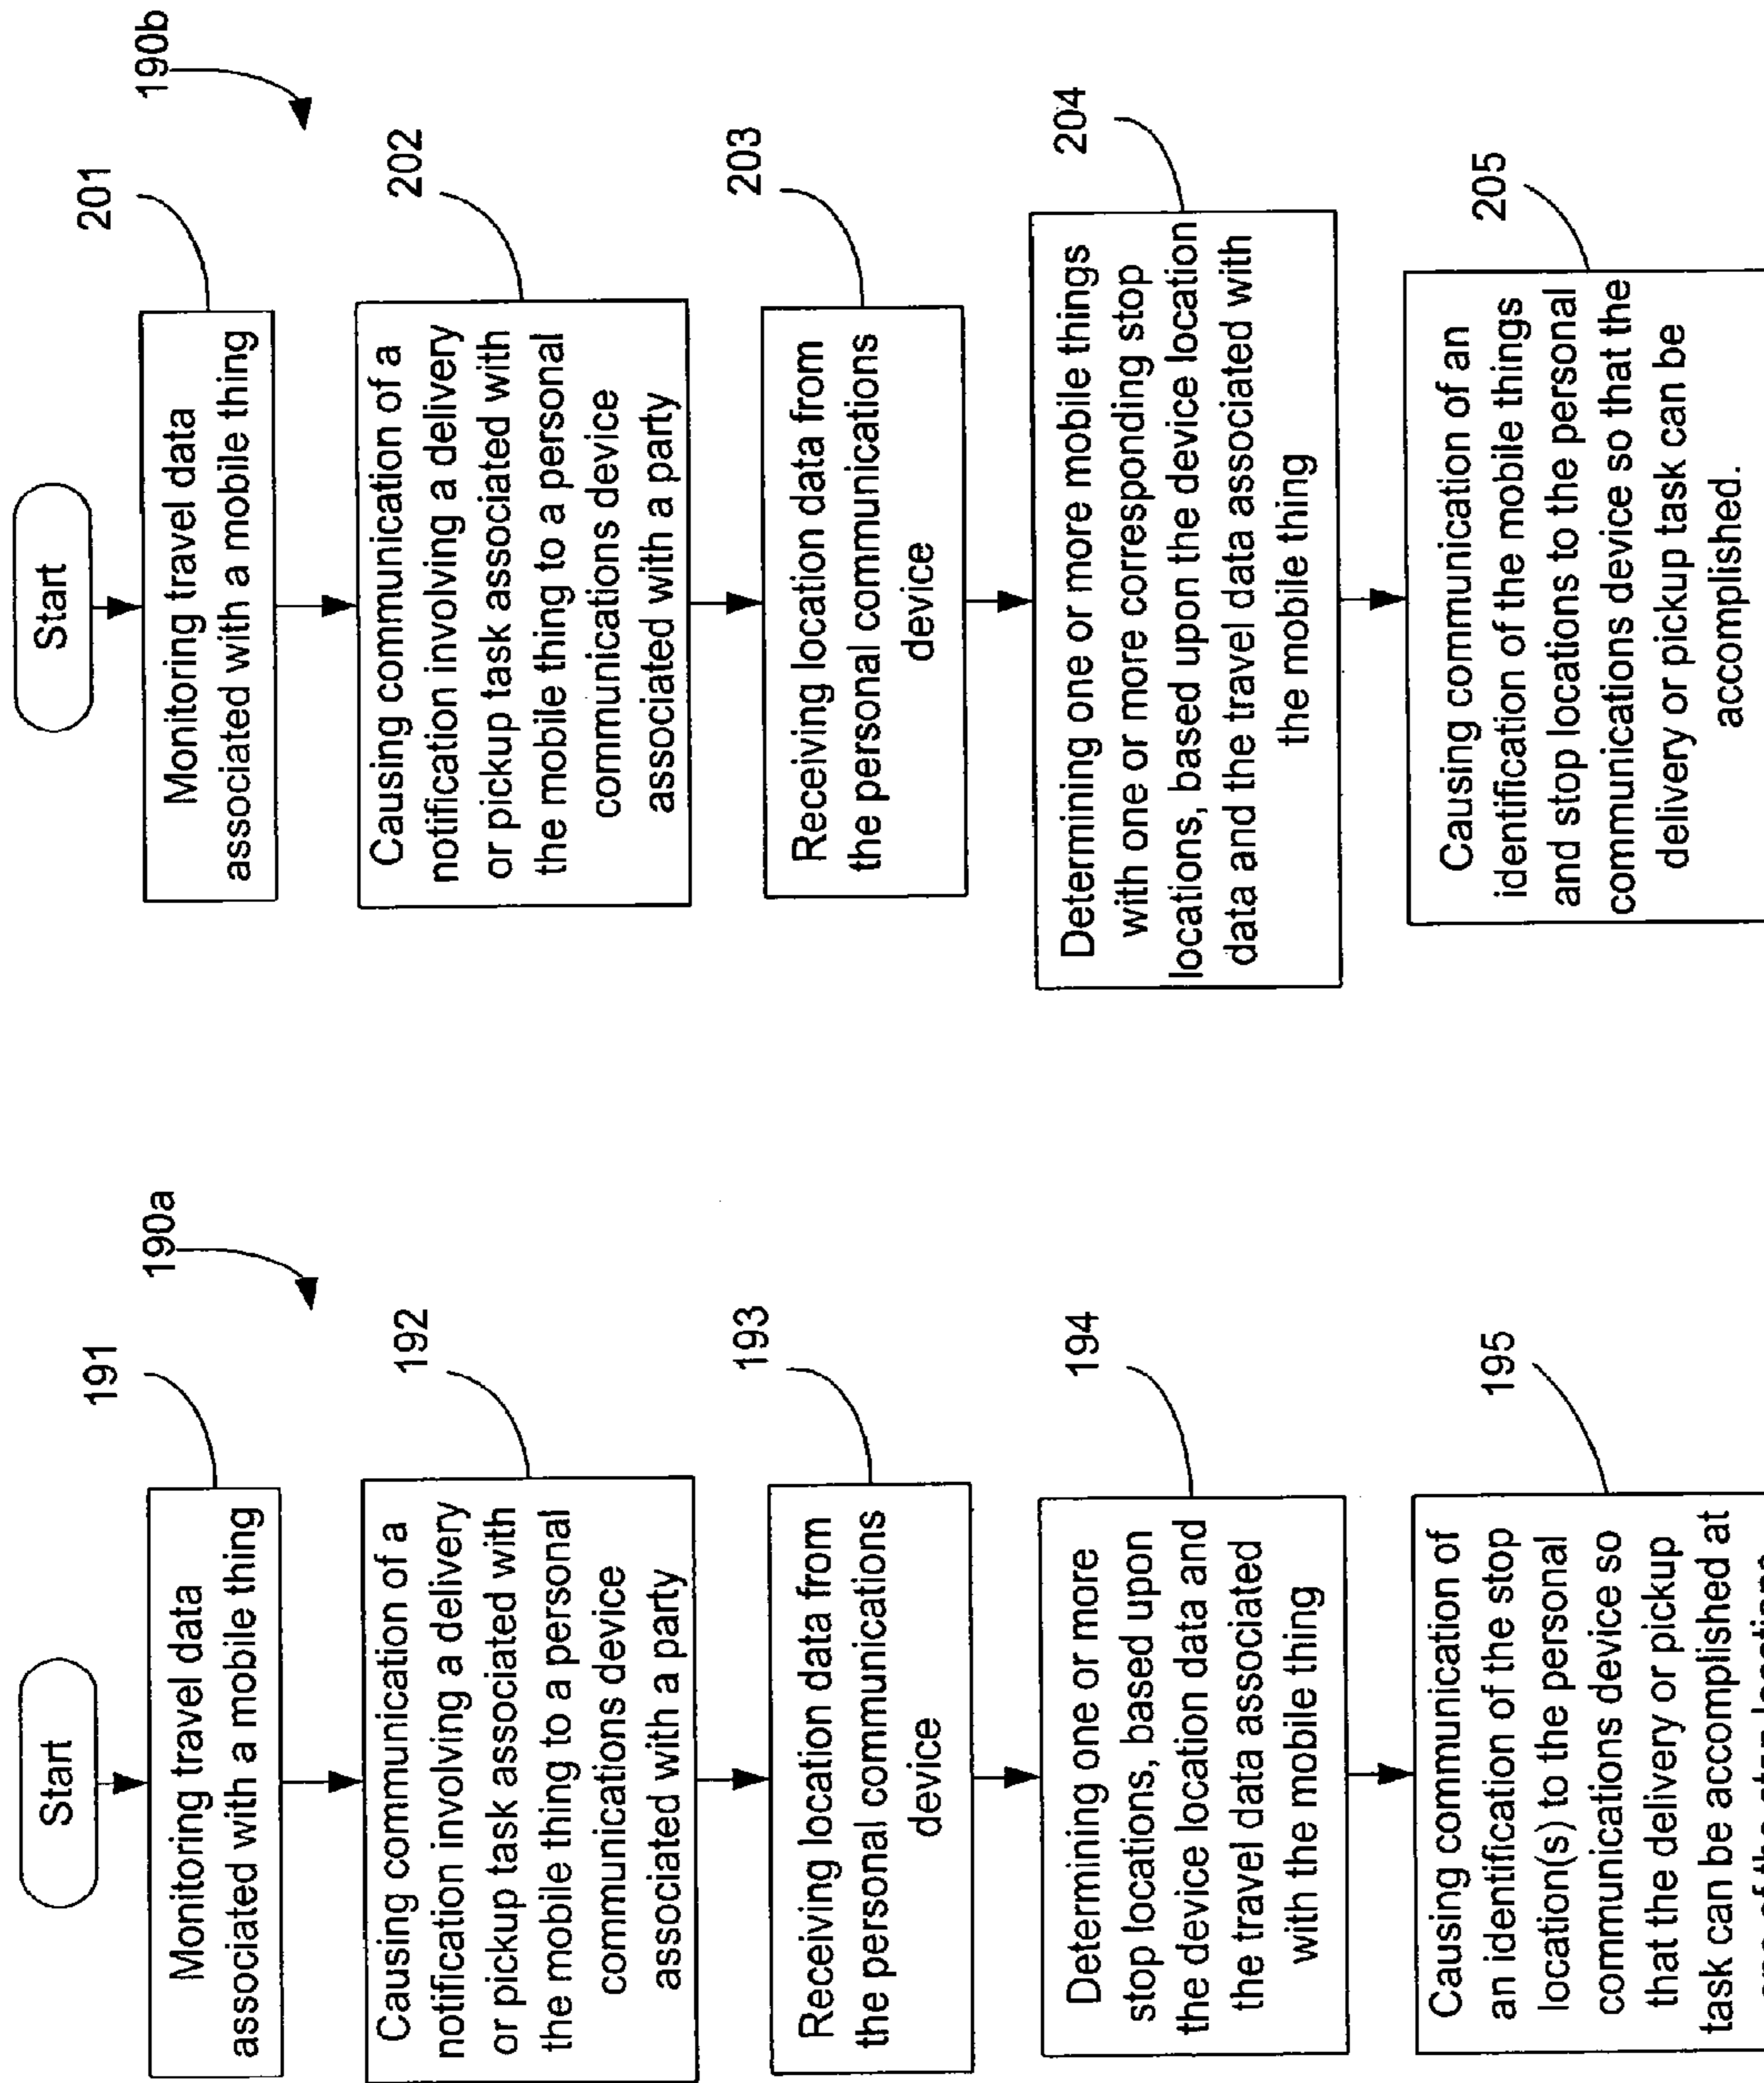 Start
190a
191
Monitoring travel data
associated with a mobile thing
192
Causing communication of a
notification involving a delivery
or pickup task associated with
the mobile thing to a personal
communications device
associated with a party
193
Receiving location data from
the personal communications
device
194
Determining one or more
stop locations, based upon
the device location data and
the travel data associated
with the mobile thing
195
Causing communication of
an identification of the stop
location(s) to the personal
communications device so
that the delivery or pickup
task can be accomplished at
one of the stop locations
Start
190b
201
Monitoring travel data
associated with a mobile thing
202
Causing communication of a
notification involving a delivery
or pickup task associated with
the mobile thing to a personal
communications device
associated with a party
203
Receiving location data from
the personal communications
device
204
Determining one or more mobile things
with one or more corresponding stop
locations, based upon the device location
data and the travel data associated with
the mobile thing
205
Causing communication of an
identification of the mobile things
and stop locations to the personal
communications device so that the
delivery or pickup task can be
accomplished.